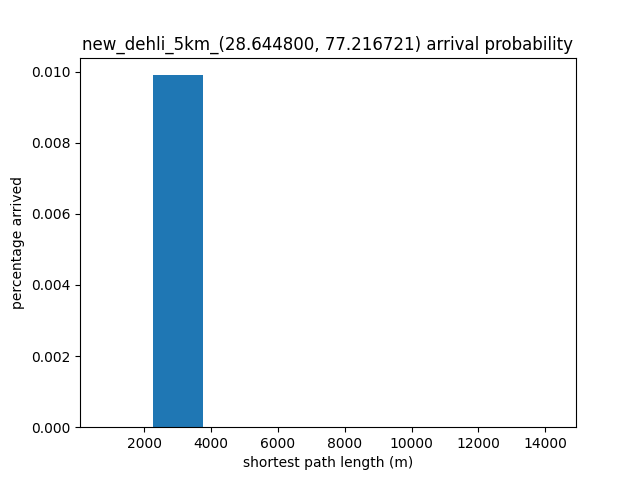 new_dehli_5km_(28.644800, 77.216721) arrival probability
0.010
0.008
0.006
0.004
0.002
0.000
percentage arrived
2000 4000 6000 8000 10000 12000 14000
shortest path length (m)